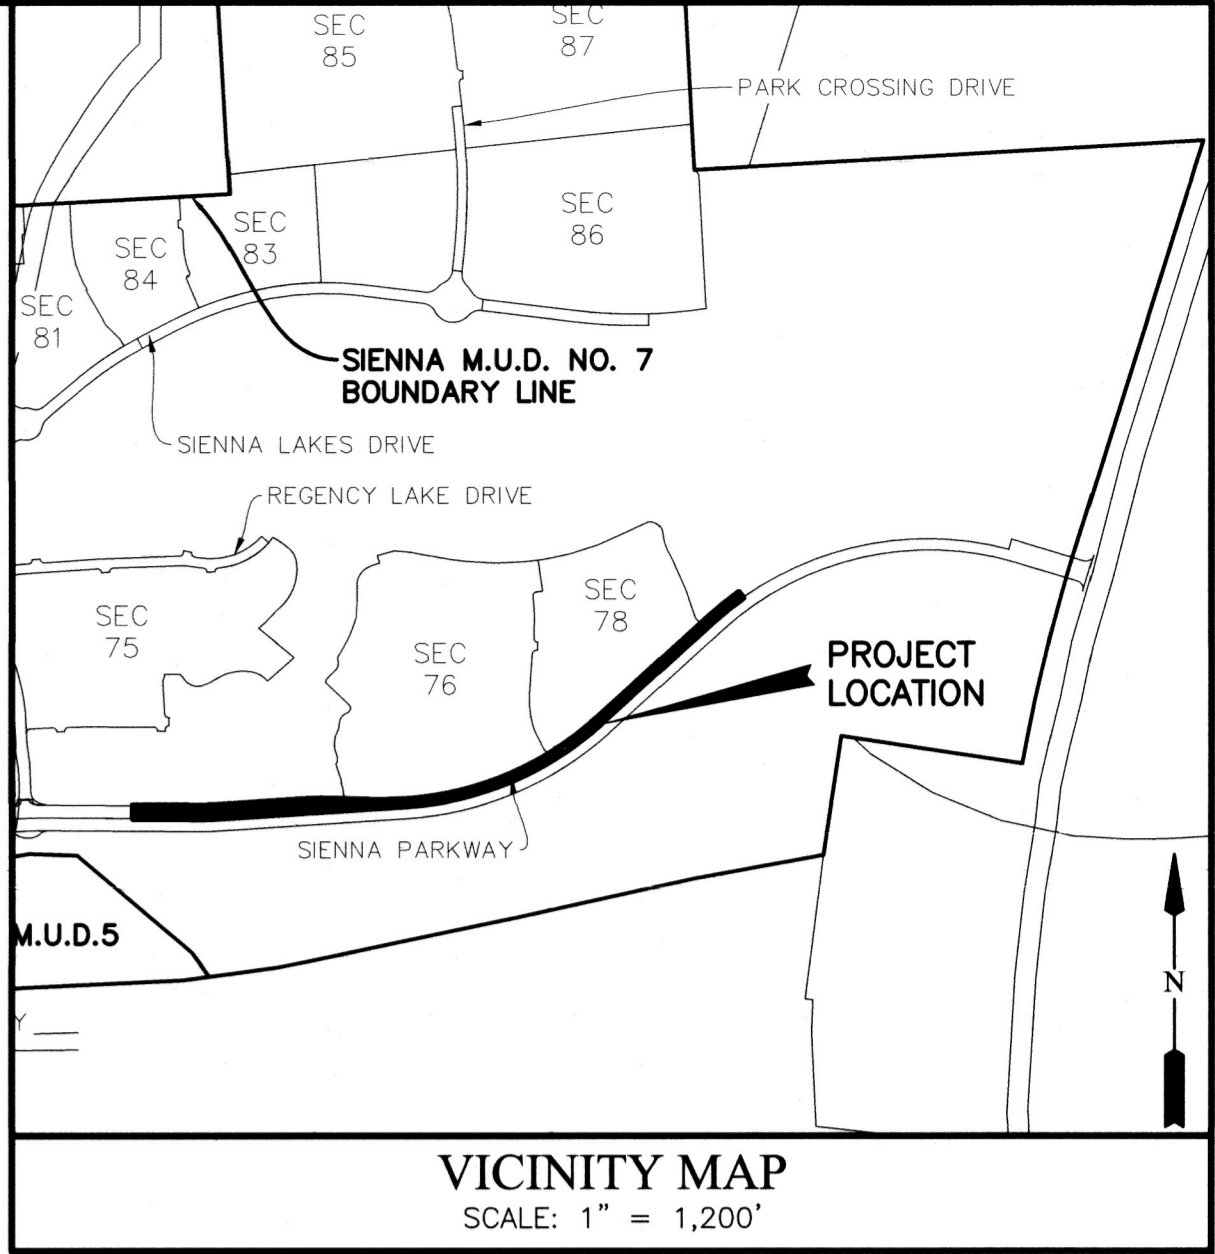 SEC
85
SEC
87
PARK CROSSING DRIVE
SEC
86
SEC
83
SEC
84
SEC
81
SIENNA M.U.D. NO. 7
BOUNDARY LINE
SIENNA LAKES DRIVE
REGENCY LAKE DRIVE
SEC
75
SEC
76
SEC
78
PROJECT
LOCATION
SIENNA PARKWAY
M.U.D.5
Y
N
VICINITY MAP
SCALE: 1" = 1,200'